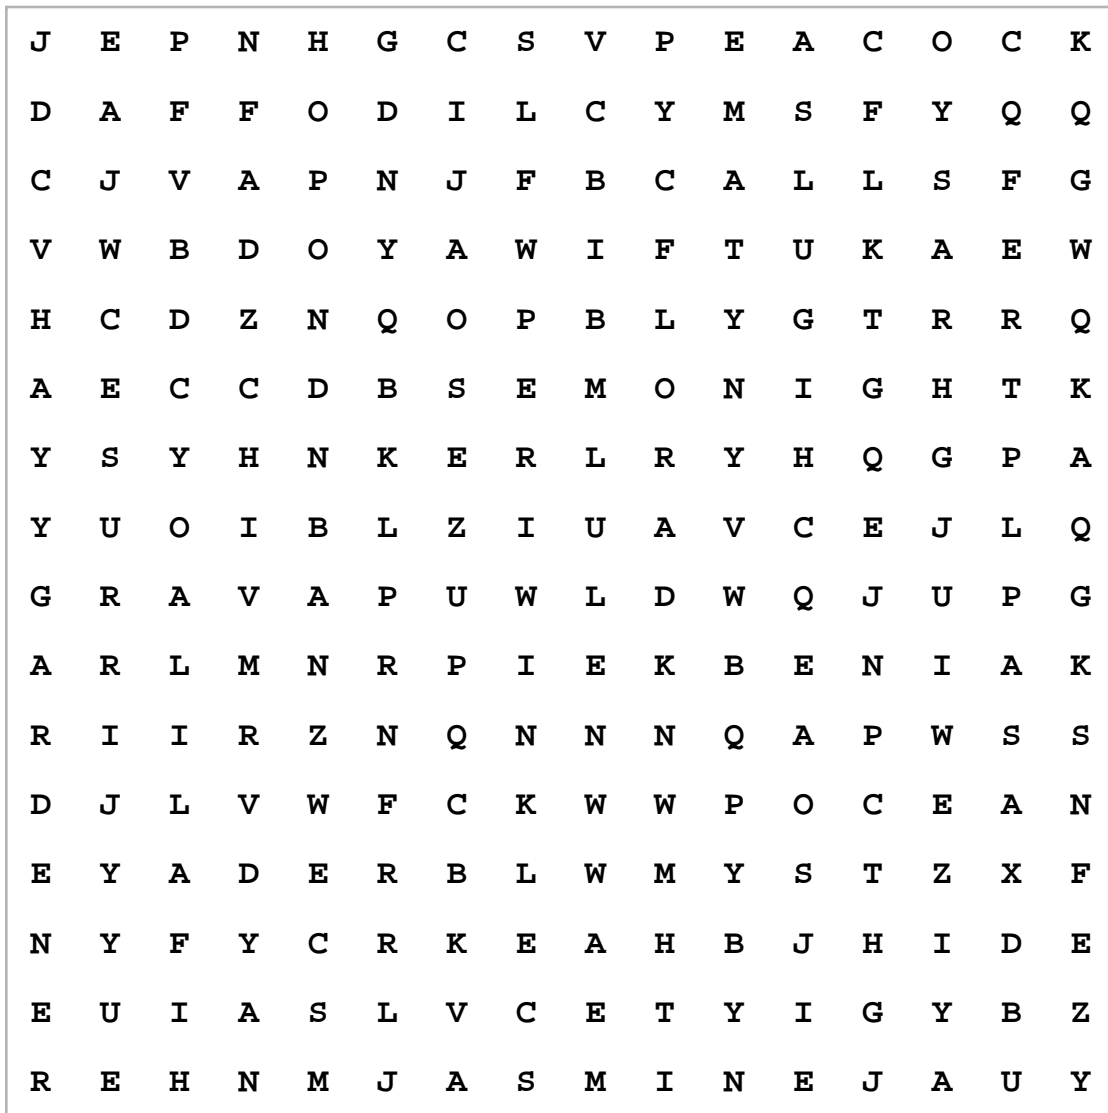 J E P N H G C S V P E A C O C K
D A F F O D I L C Y M S F Y Q Q
C J V A P N J F B C A L L S F G
V W B D O Y A W I F T U K A E W
H C D Z N Q O P B L Y G T R R Q
A E C C D B S E M O N I G H T K
Y S Y H N K E R L R Y H Q G P A
Y U O I B L Z I U A V C E J L Q
G R A V A P U W L D W Q J U P G
A R L M N R P I E K B E N I A K
R I I R Z N Q N N N Q A P W S S
D J L V W F C K W W P O C E A N
E Y A D E R B L W M Y S T Z X F
N Y F Y C R K E A H B J H I D E
E U I A S L V C E T Y I G Y B Z
R E H N M J A S M I N E J A U Y